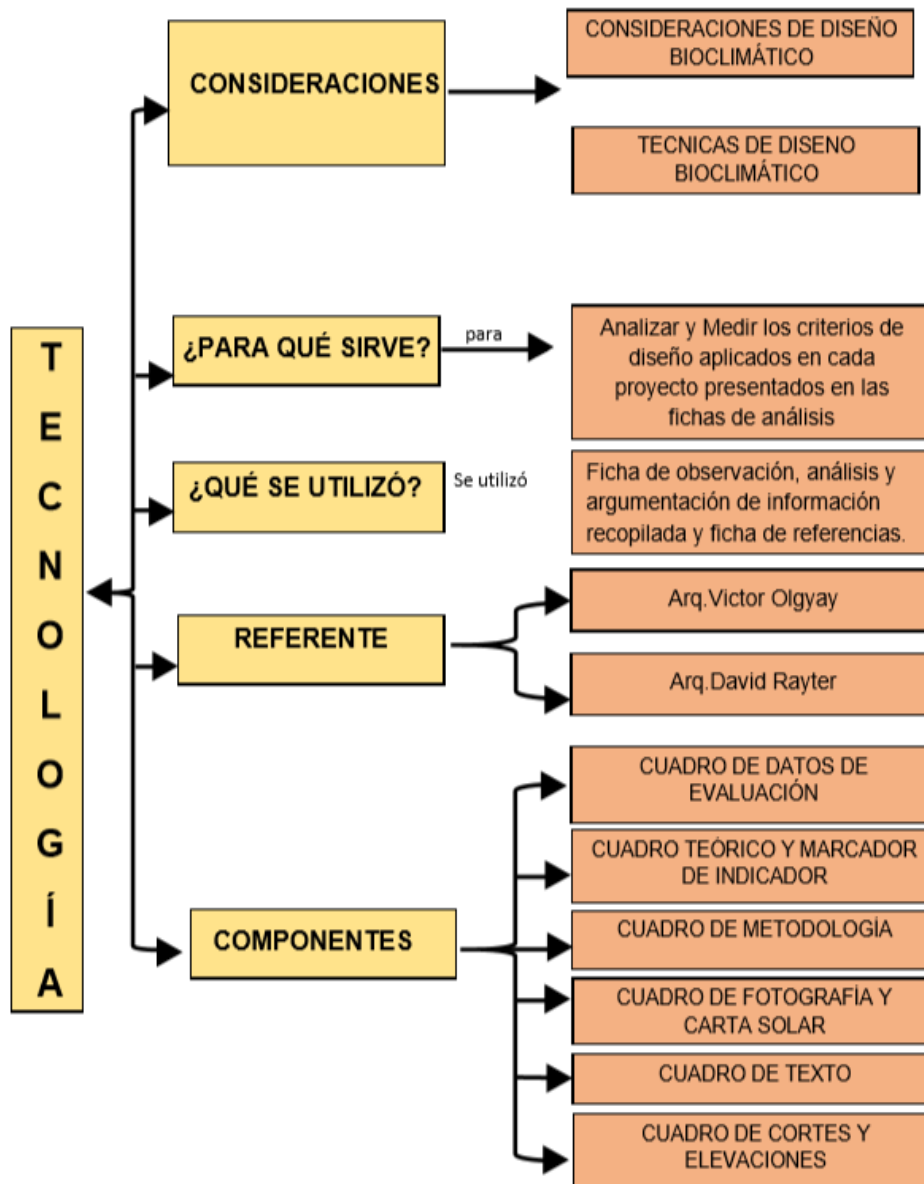 TECNOLOGÍA
CONSIDERACIONES
CONSIDERACIONES DE DISEÑO
BIOCLIMÁTICO
TECNICAS DE DISENO
BIOCLIMÁTICO
¿PARA QUÉ SIRVE?
para
Analizar y Medir los criterios de
diseño aplicados en cada
proyecto presentados en las
fichas de análisis
¿QUÉ SE UTILIZÓ?
Se utilizó
Ficha de observación, análisis y
argumentación de información
recopilada y ficha de referencias.
REFERENTE
Arq.Victor Olgyay
Arq.David Rayter
COMPONENTES
CUADRO DE DATOS DE
EVALUACIÓN
CUADRO TEÓRICO Y MARCADOR
DE INDICADOR
CUADRO DE METODOLOGÍA
CUADRO DE FOTOGRAFÍA Y
CARTA SOLAR
CUADRO DE TEXTO
CUADRO DE CORTES Y
ELEVACIONES